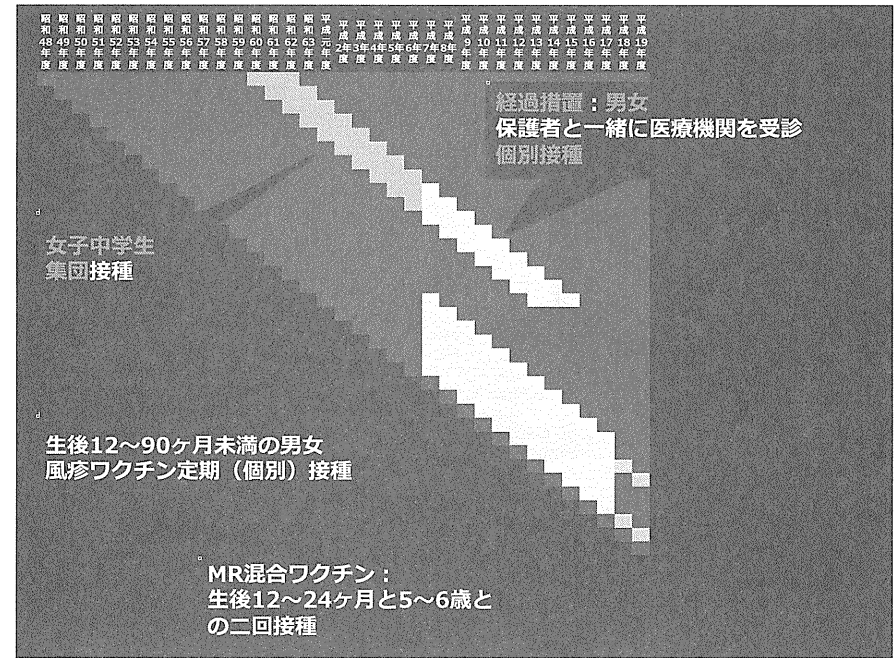 昭和48年度
昭和49年度
昭和50年度
昭和51年度
昭和52年度
昭和53年度
昭和54年度
昭和55年度
昭和56年度
昭和57年度
昭和58年度
昭和59年度
昭和60年度
昭和61年度
昭和62年度
昭和63年度
平成元年度
平成2年度
平成3年度
平成4年度
平成5年度
平成6年度
平成7年度
平成8年度
平成9年度
平成10年度
平成11年度
平成12年度
平成13年度
平成14年度
平成15年度
平成16年度
平成17年度
平成18年度
平成19年度
経過措置：男女
保護者と一緒に医療機関を受診
個別接種
女子中学生
集団接種
生後12～90ヶ月未満の男女
風疹ワクチン定期（個別）接種
MR混合ワクチン：
生後12～24ヶ月と5～6歳と
の二回接種